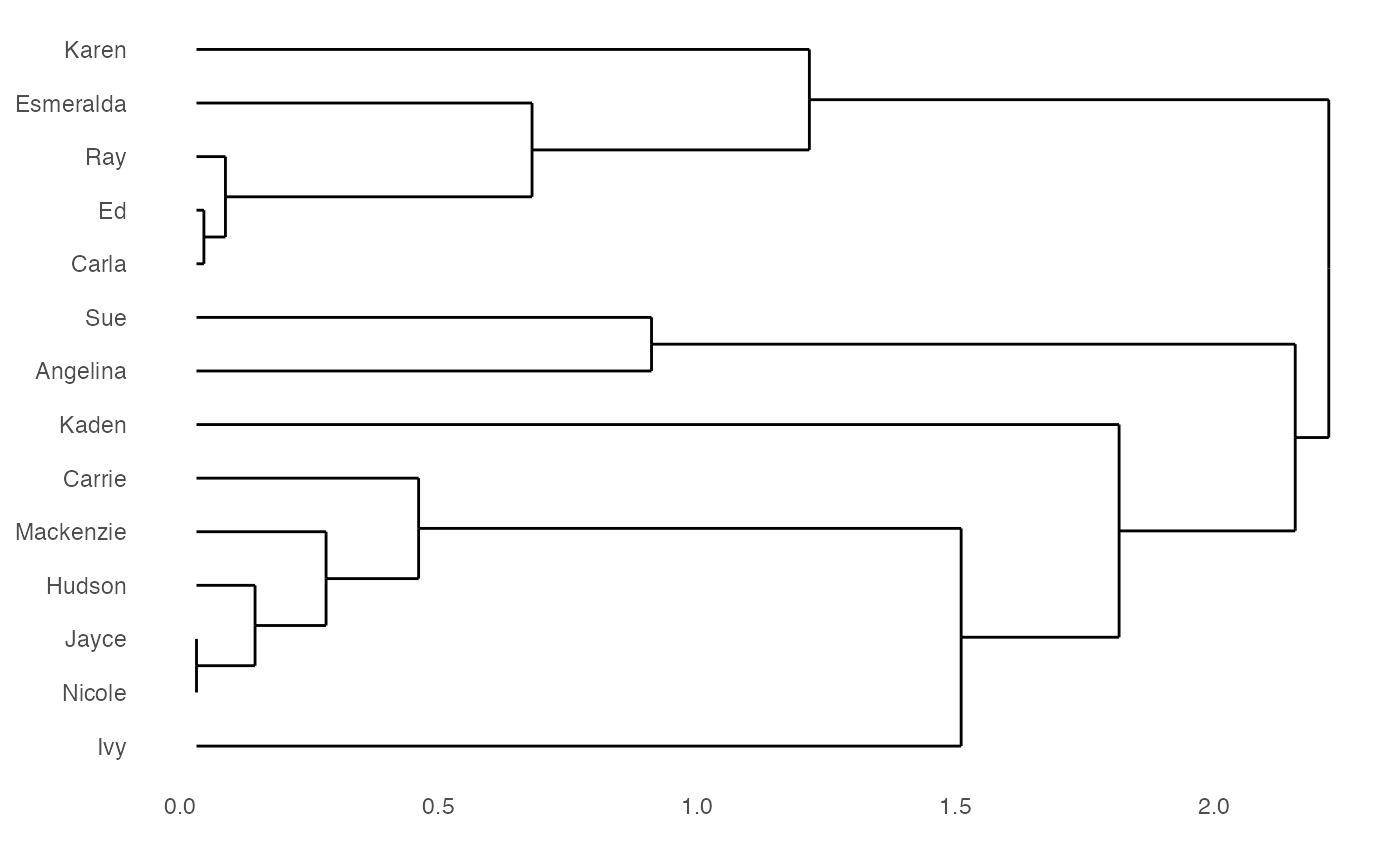 Karen
Esmeralda
Ray
Ed
Carla
Sue
Angelina
Kaden
Carrie
Mackenzie
Hudson
Jayce
Nicole
Ivy
0.0 0.5 1.0 1.5 2.0